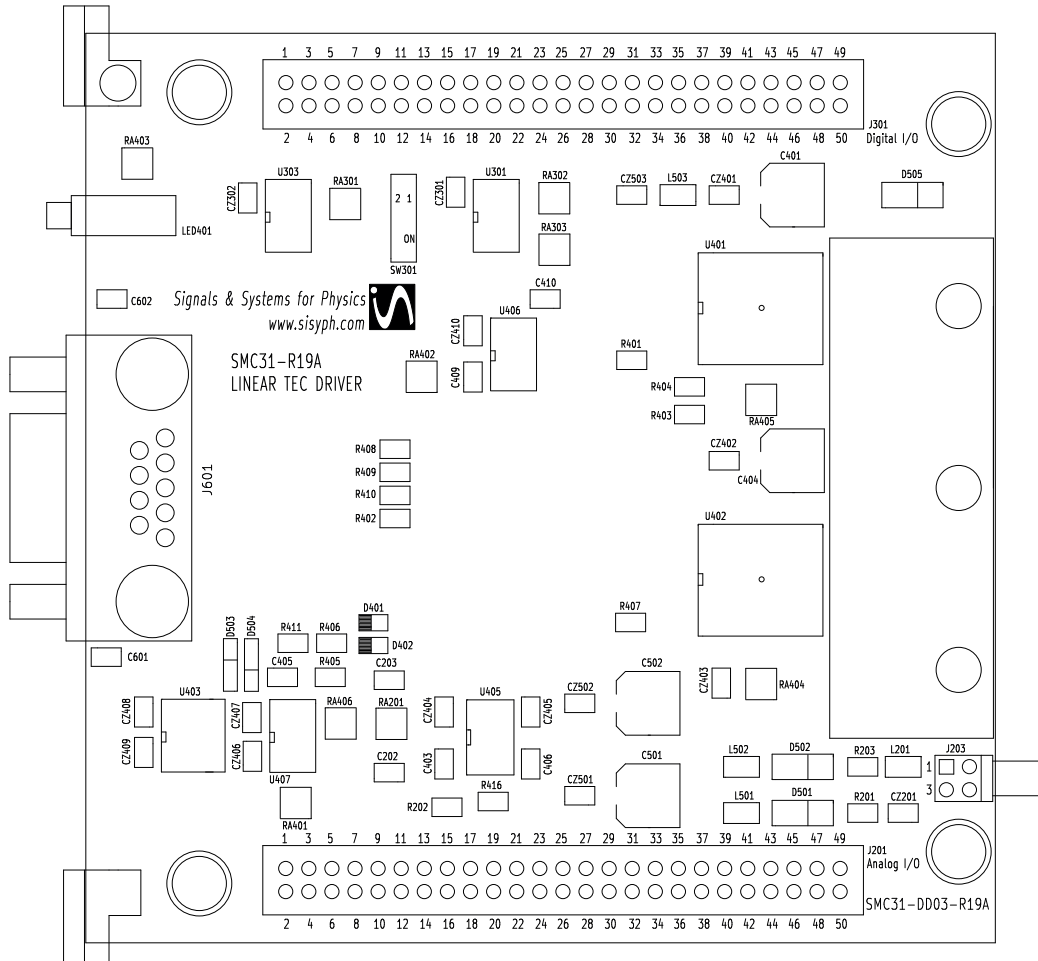 1 3 5 7 9 11 13 15 17 19 21 23 25 27 29 31 33 35 37 39 41 43 45 47 49
2 4 6 8 10 12 14 16 18 20 22 24 26 28 30 32 34 36 38 40 42 44 46 48 50
J301
Digital I/O
RA403
C401
U303
RA301
U301
RA302
CZ503
L503
CZ401
D505
CZ302
CZ301
2 1
ON
SW301
LED401
RA303
U401
C602
Signals & Systems for Physics
www.sisyph.com
C410
CZ410
U406
SMC31-R19A
LINEAR TEC DRIVER
RA402
C409
R401
R404
R403
RA405
CZ402
C404
J601
R408
R409
R410
R402
U402
D401
D402
R407
D503
D504
R411
R406
C601
C405
R405
C203
C502
CZ403
RA404
CZ408
U403
CZ407
RA406
RA201
CZ404
U405
CZ405
CZ502
CZ409
CZ406
U407
C202
C403
C406
C501
L502
D502
R203
L201
J203
1
3
RA401
R202
R416
CZ501
L501
D501
R201
CZ201
1 3 5 7 9 11 13 15 17 19 21 23 25 27 29 31 33 35 37 39 41 43 45 47 49
J201
Analog I/O
2 4 6 8 10 12 14 16 18 20 22 24 26 28 30 32 34 36 38 40 42 44 46 48 50
SMC31-DD03-R19A